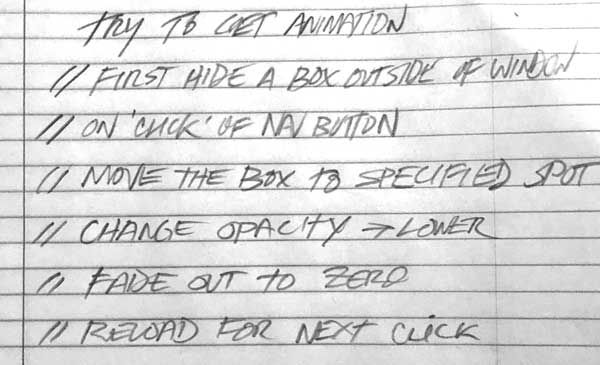 TRY TO GET ANIMATION
// FIRST HIDE A BOX OUTSIDE OF WINDOW
// ON 'CLICK' OF NAV BUTTON
// MOVE THE BOX TO SPECIFIED SPOT
// CHANGE OPACITY → LOWER
// FADE OUT TO ZERO
// RELOAD FOR NEXT CLICK